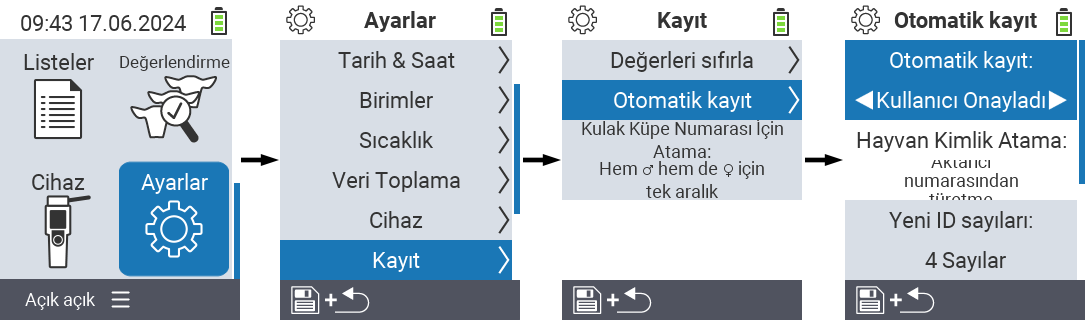 09:43 17.06.2024
Listeler
Değerlendirme
Cihaz
Ayarlar
Açık açık
Ayarlar
Tarih & Saat
Birimler
Sıcaklık
Veri Toplama
Cihaz
Kayıt
+
Kayıt
Değerleri sıfırla
Otomatik kayıt
Kulak Küpe Numarası İçin
Atama:
Hem ♂ hem de ♀ için
tek aralık
+
Otomatik kayıt
Otomatik kayıt:
Kullanıcı Onayladı
Hayvan Kimlik Atama:
Aktarıcı
numarasından
türetme
Yeni ID sayıları:
4 Sayılar
+